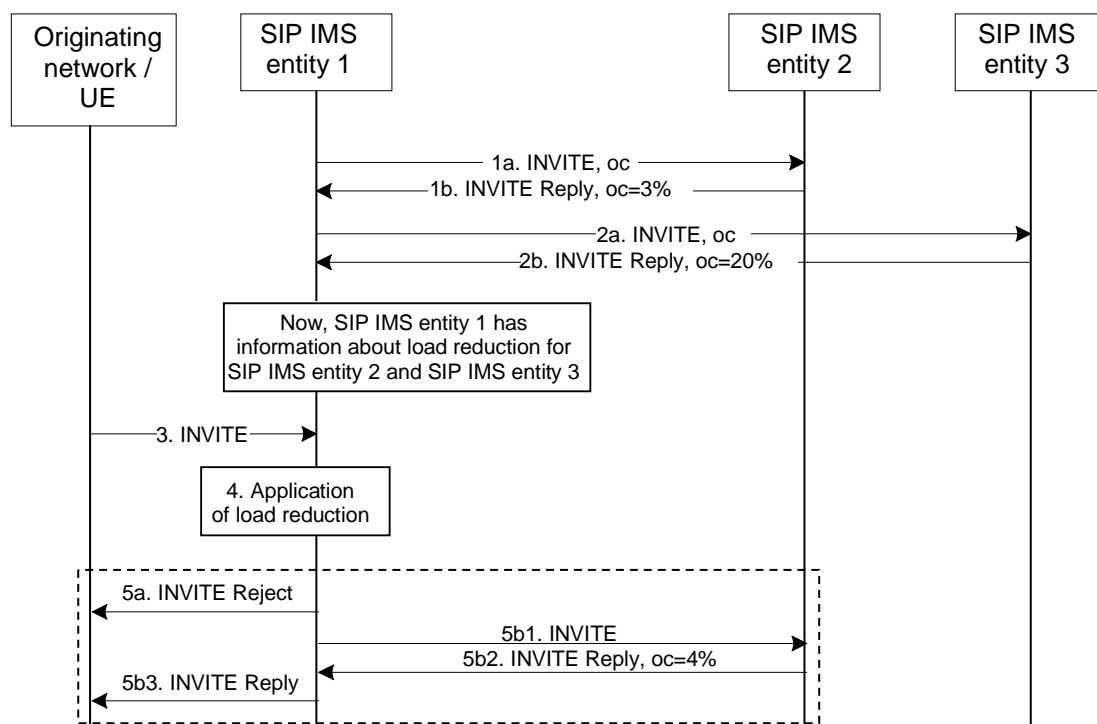 Originating
network /
UE
SIP IMS
entity 1
SIP IMS
entity 2
SIP IMS
entity 3
1a. INVITE, oc
1b. INVITE Reply, oc=3%
2a. INVITE, oc
2b. INVITE Reply, oc=20%
Now, SIP IMS entity 1 has
information about load reduction for
SIP IMS entity 2 and SIP IMS entity 3
3. INVITE
4. Application
of load reduction
5a. INVITE Reject
5b1. INVITE
5b2. INVITE Reply, oc=4%
5b3. INVITE Reply